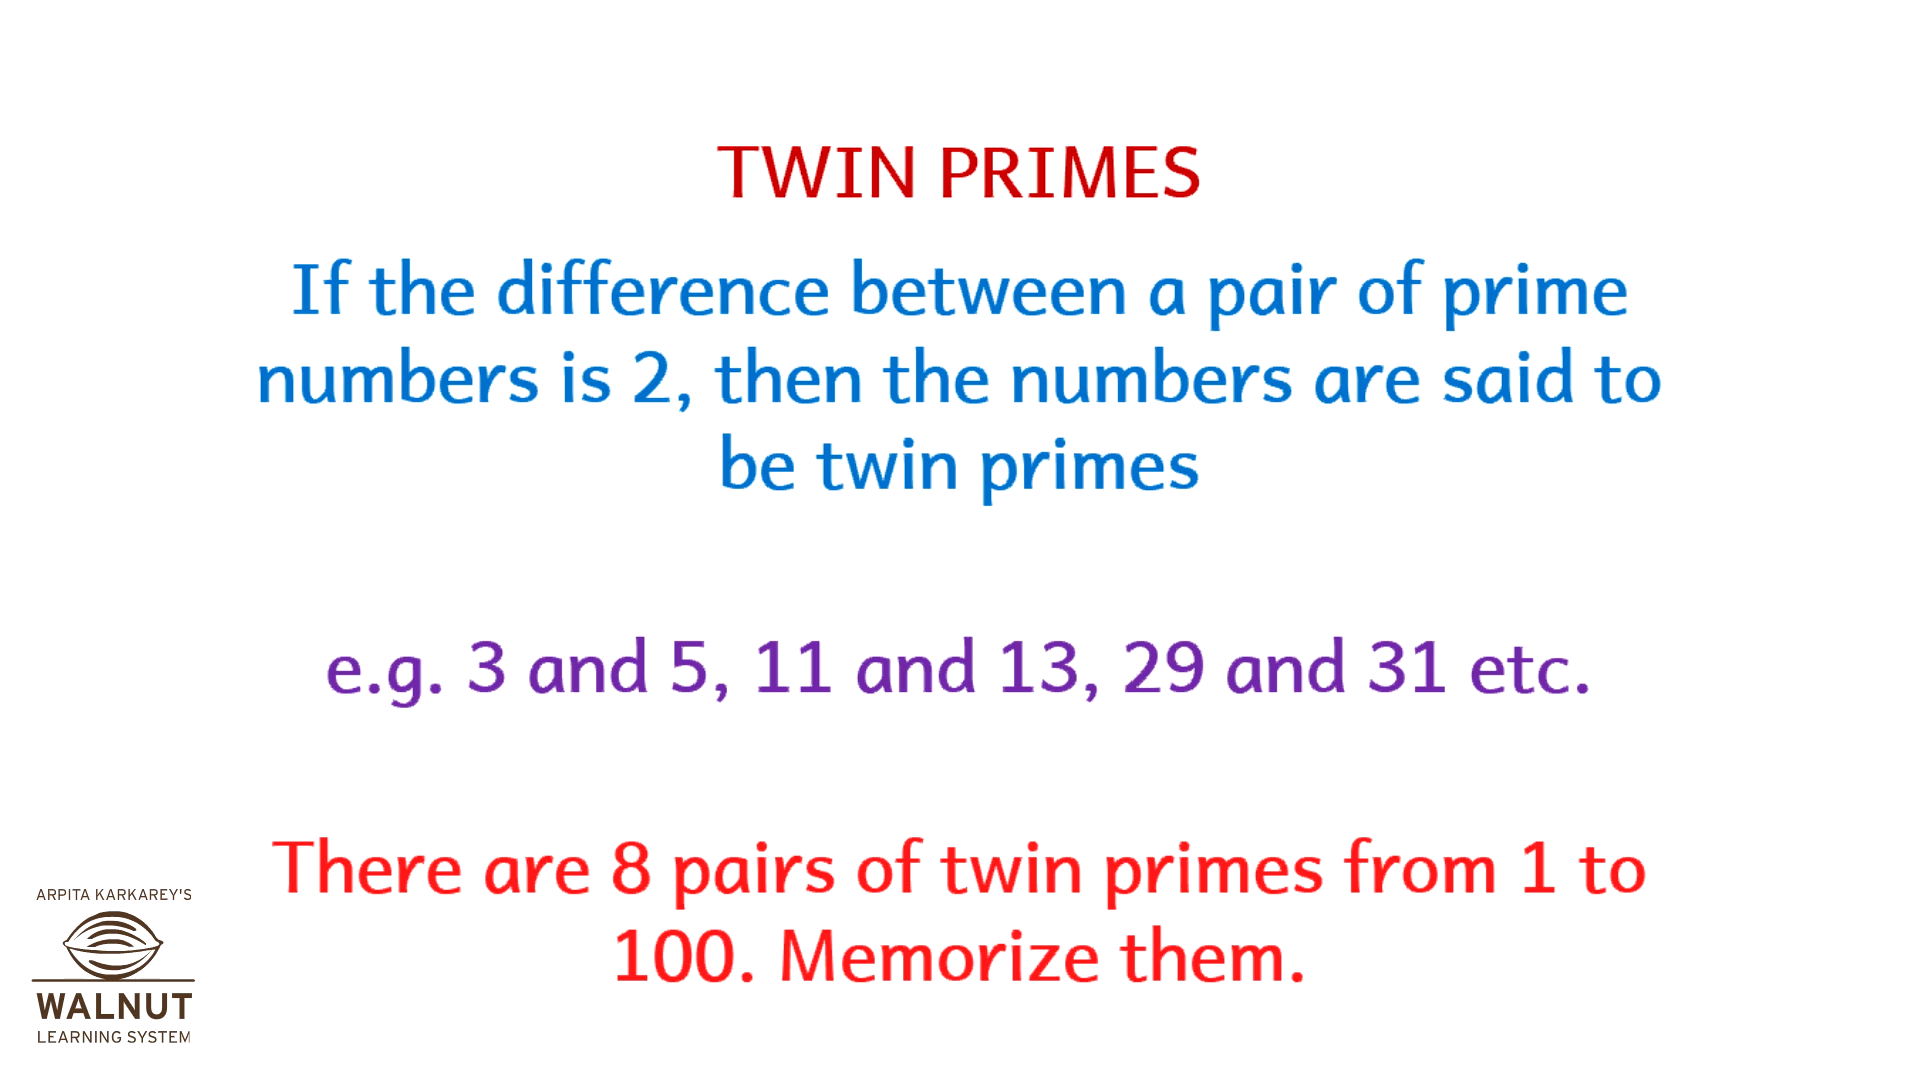 TWIN PRIMES
If the difference between a pair of prime
numbers is 2, then the numbers are said to
be twin primes
e.g. 3 and 5, 11 and 13, 29 and 31 etc.
There are 8 pairs of twin primes from 1 to
100. Memorize them.
ARPITA KARKAREY'S
WALNUT
LEARNING SYSTEM